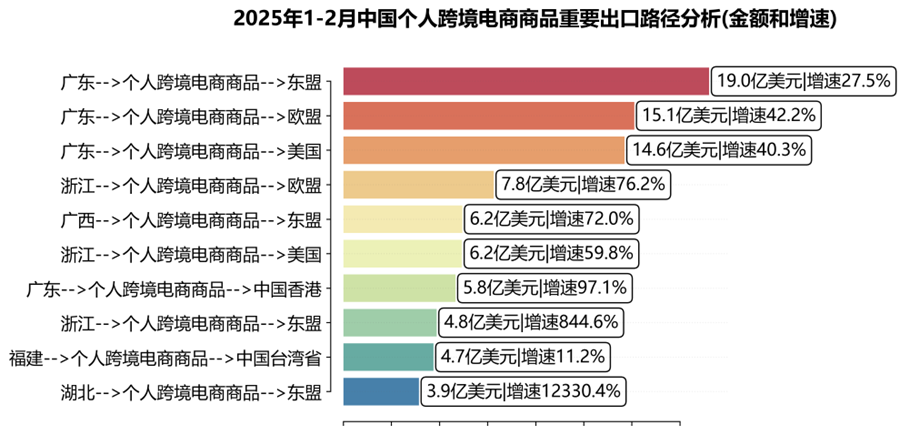 2025年1-2月中国个人跨境电商商品重要出口路径分析(金额和增速)
广东-->个人跨境电商商品-->东盟 19.0亿美元|增速27.5%
广东-->个人跨境电商商品-->欧盟 15.1亿美元|增速42.2%
广东-->个人跨境电商商品-->美国 14.6亿美元|增速40.3%
浙江-->个人跨境电商商品-->欧盟 7.8亿美元|增速76.2%
广西-->个人跨境电商商品-->东盟 6.2亿美元|增速72.0%
浙江-->个人跨境电商商品-->美国 6.2亿美元|增速59.8%
广东-->个人跨境电商商品-->中国香港 5.8亿美元|增速97.1%
浙江-->个人跨境电商商品-->东盟 4.8亿美元|增速844.6%
福建-->个人跨境电商商品-->中国台湾省 4.7亿美元|增速11.2%
湖北-->个人跨境电商商品-->东盟 3.9亿美元|增速12330.4%